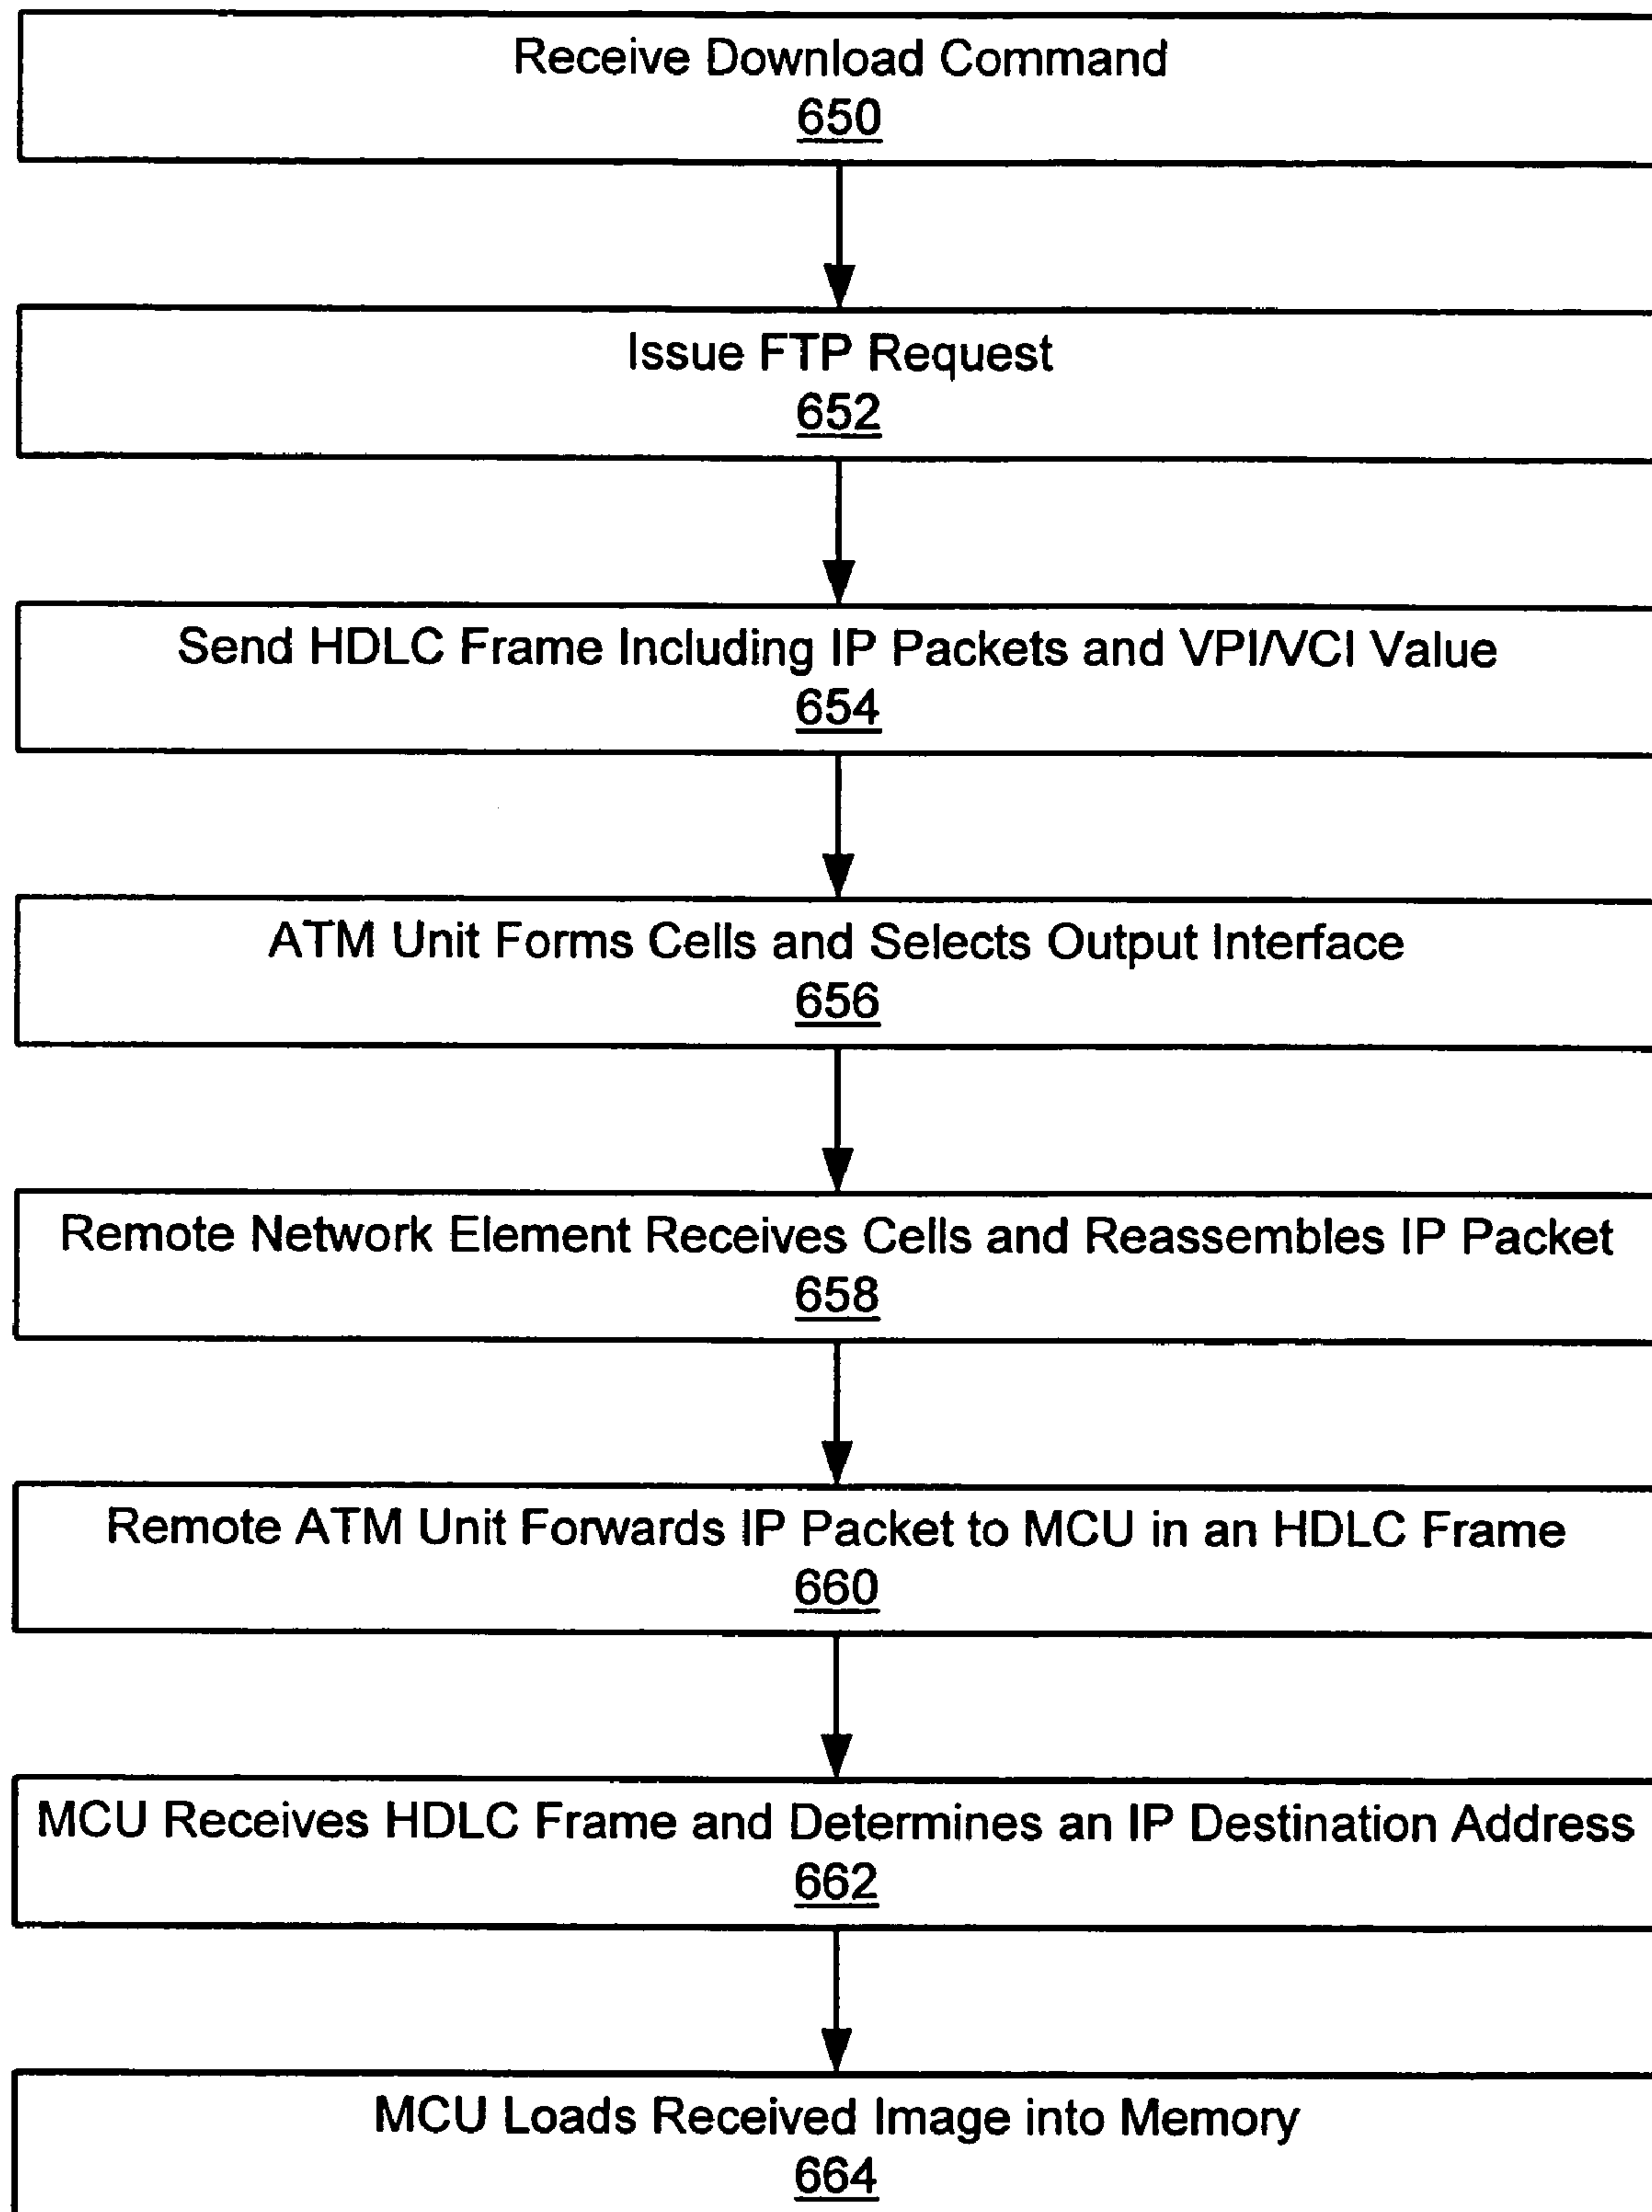 Receive Download Command
650
Issue FTP Request
652
Send HDLC Frame Including IP Packets and VPI/VCI Value
654
ATM Unit Forms Cells and Selects Output Interface
656
Remote Network Element Receives Cells and Reassembles IP Packet
658
Remote ATM Unit Forwards IP Packet to MCU in an HDLC Frame
660
MCU Receives HDLC Frame and Determines an IP Destination Address
662
MCU Loads Received Image into Memory
664